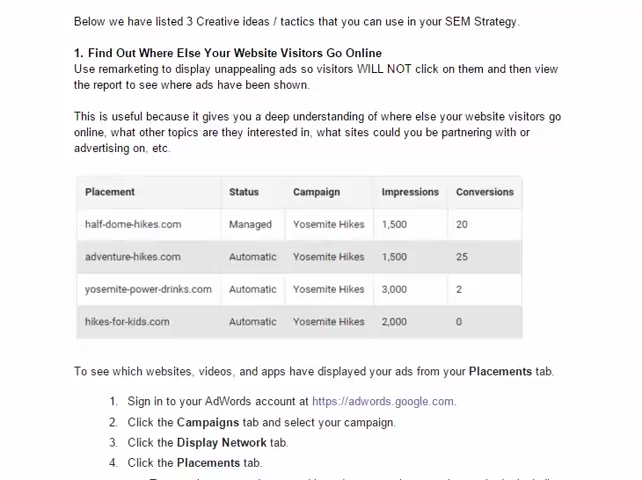 Below we have listed 3 Creative ideas / tactics that you can use in your SEM Strategy.
1. Find Out Where Else Your Website Visitors Go Online
Use remarketing to display unappealing ads so visitors WILL NOT click on them and then view
the report to see where ads have been shown.
This is useful because it gives you a deep understanding of where else your website visitors go
online, what other topics are they interested in, what sites could you be partnering with or
advertising on, etc.
Placement Status Campaign Impressions Conversions
half-dome-hikes.com Managed Yosemite Hikes 1,500 20
adventure-hikes.com Automatic Yosemite Hikes 1,500 25
yosemite-power-drinks.com Automatic Yosemite Hikes 3,000 2
hikes-for-kids.com Automatic Yosemite Hikes 2,000 0
To see which websites, videos, and apps have displayed your ads from your Placements tab.
1. Sign in to your AdWords account at https://adwords.google.com.
2. Click the Campaigns tab and select your campaign.
3. Click the Display Network tab.
4. Click the Placements tab.